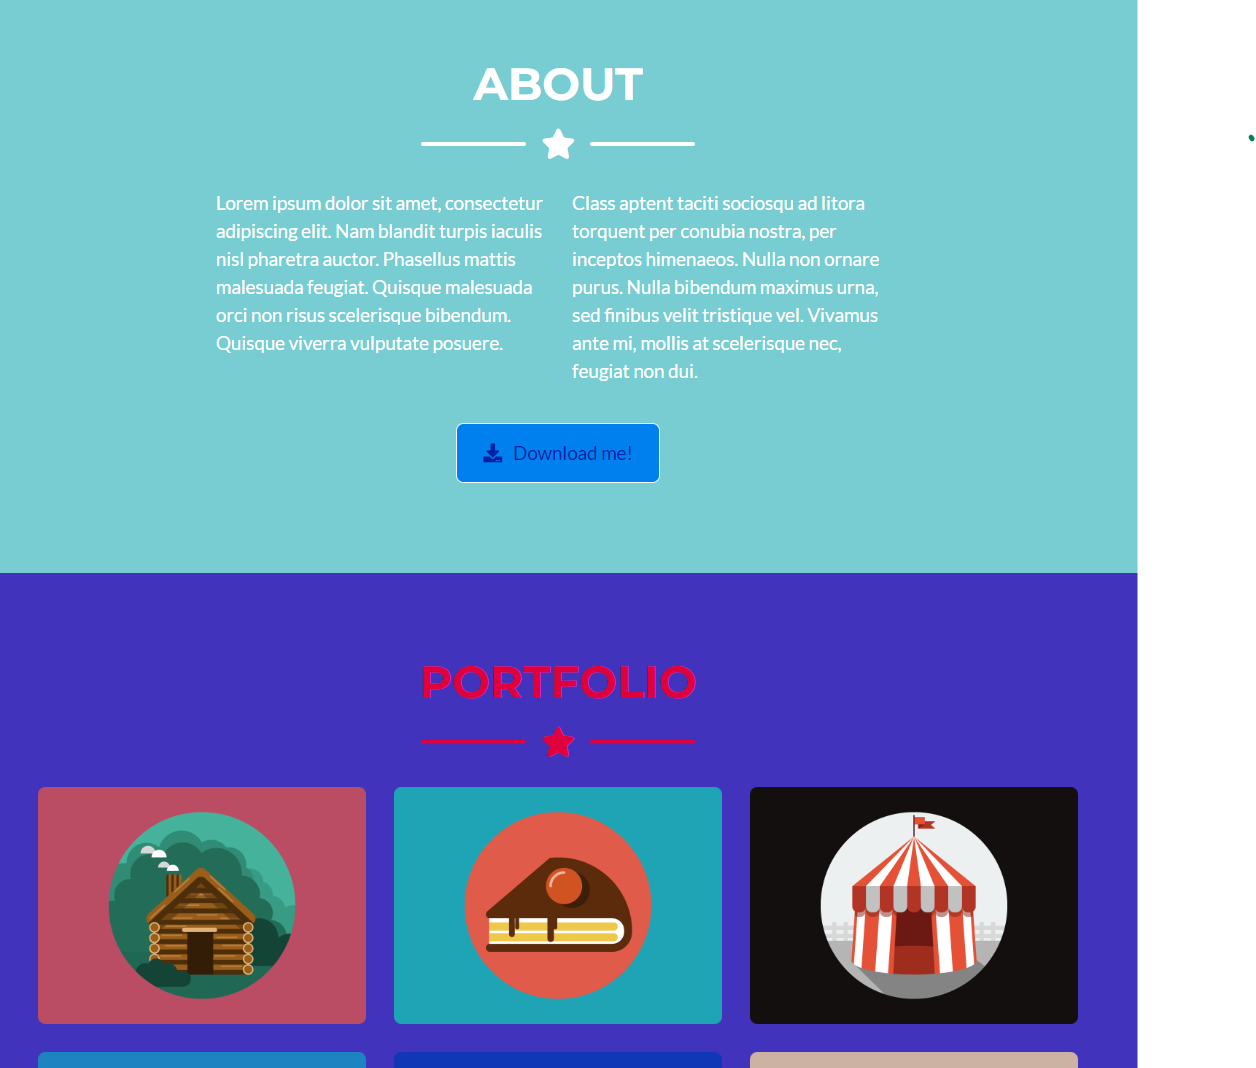 ABOUT
Lorem ipsum dolor sit amet, consectetur
adipiscing elit. Nam blandit turpis iaculis
nisl pharetra auctor. Phasellus mattis
malesuada feugiat. Quisque malesuada
orci non risus scelerisque bibendum.
Quisque viverra vulputate posuere.
Class aptent taciti sociosqu ad litora
torquent per conubia nostra, per
inceptos himenaeos. Nulla non ornare
purus. Nulla bibendum maximus urna,
sed finibus velit tristique vel. Vivamus
ante mi, mollis at scelerisque nec,
feugiat non dui.
Download me!
PORTFOLIO